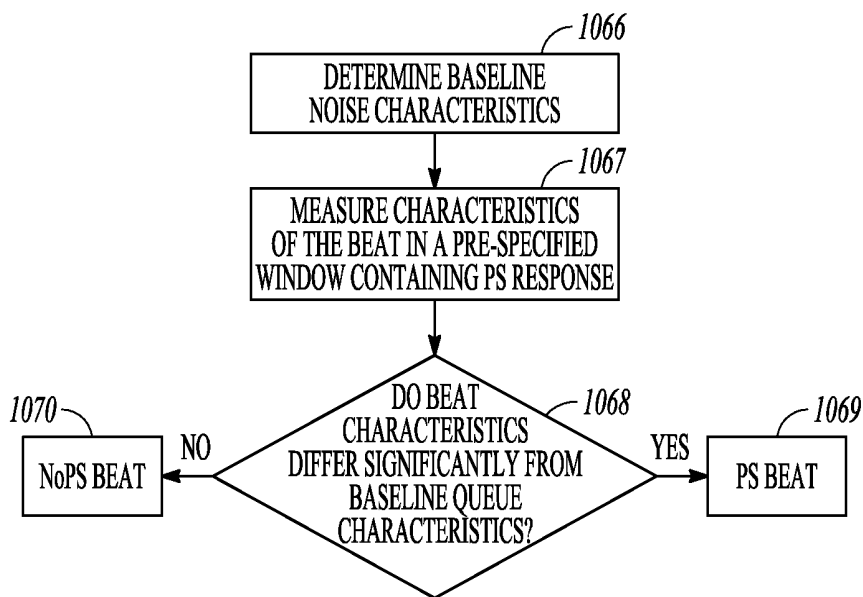 1066
DETERMINE BASELINE
NOISE CHARACTERISTICS
1067
MEASURE CHARACTERISTICS
OF THE BEAT IN A PRE-SPECIFIED
WINDOW CONTAINING PS RESPONSE
1068
DO BEAT
CHARACTERISTICS
DIFFER SIGNIFICANTLY FROM
BASELINE QUEUE
CHARACTERISTICS?
1070
NO
NoPS BEAT
YES
1069
PS BEAT